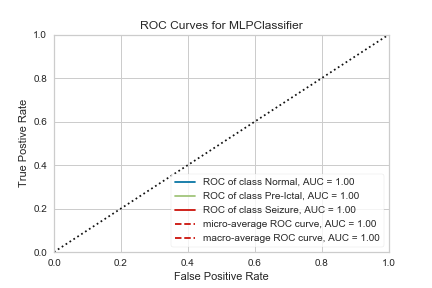 ROC Curves for MLPClassifier
1.0
0.8
0.6
0.4
0.2
0.0
True Postive Rate
ROC of class Normal, AUC = 1.00
ROC of class Pre-Ictal, AUC = 1.00
ROC of class Seizure, AUC = 1.00
micro-average ROC curve, AUC = 1.00
macro-average ROC curve, AUC = 1.00
0.0 0.2 0.4 0.6 0.8 1.0
False Positive Rate